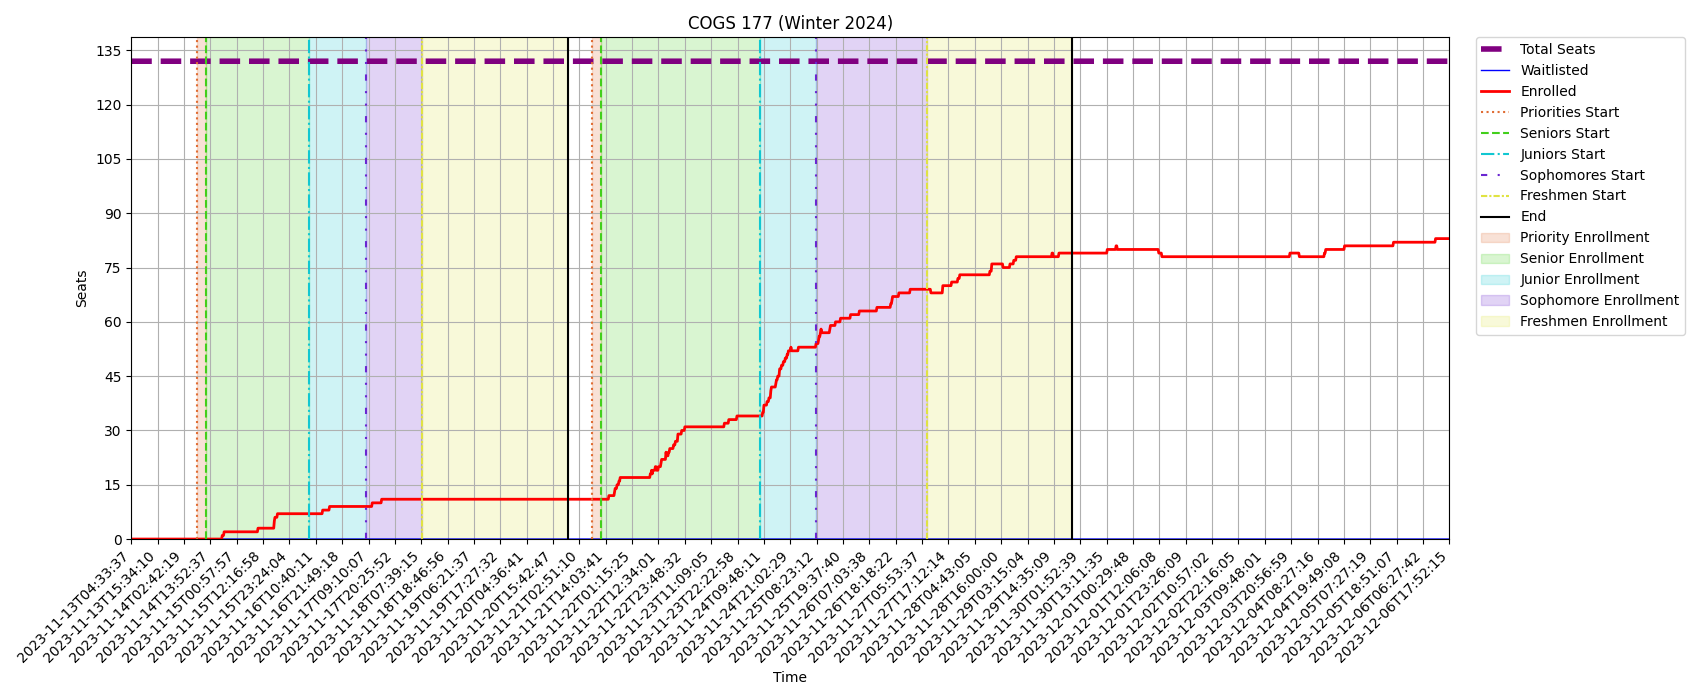 COGS 177 (Winter 2024)
135
120
105
90
75
60
45
30
15
0
Seats
2023-11-13T04:33:37
2023-11-13T15:34:10
2023-11-14T02:42:19
2023-11-14T13:52:37
2023-11-15T00:57:57
2023-11-15T12:16:58
2023-11-15T23:24:04
2023-11-16T10:40:11
2023-11-16T21:49:18
2023-11-17T09:10:07
2023-11-17T20:25:52
2023-11-18T07:39:15
2023-11-18T18:46:56
2023-11-19T06:21:37
2023-11-19T17:27:32
2023-11-20T04:36:41
2023-11-20T15:42:47
2023-11-21T02:51:10
2023-11-21T14:03:41
2023-11-22T01:15:25
2023-11-22T12:34:01
2023-11-22T23:48:32
2023-11-23T11:09:05
2023-11-23T22:22:58
2023-11-24T09:48:11
2023-11-24T21:02:29
2023-11-25T08:23:12
2023-11-25T19:37:40
2023-11-26T07:03:38
2023-11-26T18:18:22
2023-11-27T05:53:37
2023-11-27T17:12:14
2023-11-28T04:43:05
2023-11-28T16:00:00
2023-11-29T03:15:04
2023-11-29T14:35:09
2023-11-30T01:52:39
2023-11-30T13:11:35
2023-12-01T00:29:48
2023-12-01T12:06:08
2023-12-01T23:26:09
2023-12-02T10:57:02
2023-12-02T22:16:05
2023-12-03T09:48:01
2023-12-03T20:56:59
2023-12-04T08:27:16
2023-12-04T19:49:08
2023-12-05T07:27:19
2023-12-05T18:51:07
2023-12-06T06:27:42
2023-12-06T17:52:15
Time
Total Seats
Waitlisted
Enrolled
Priorities Start
Seniors Start
Juniors Start
Sophomores Start
Freshmen Start
End
Priority Enrollment
Senior Enrollment
Junior Enrollment
Sophomore Enrollment
Freshmen Enrollment